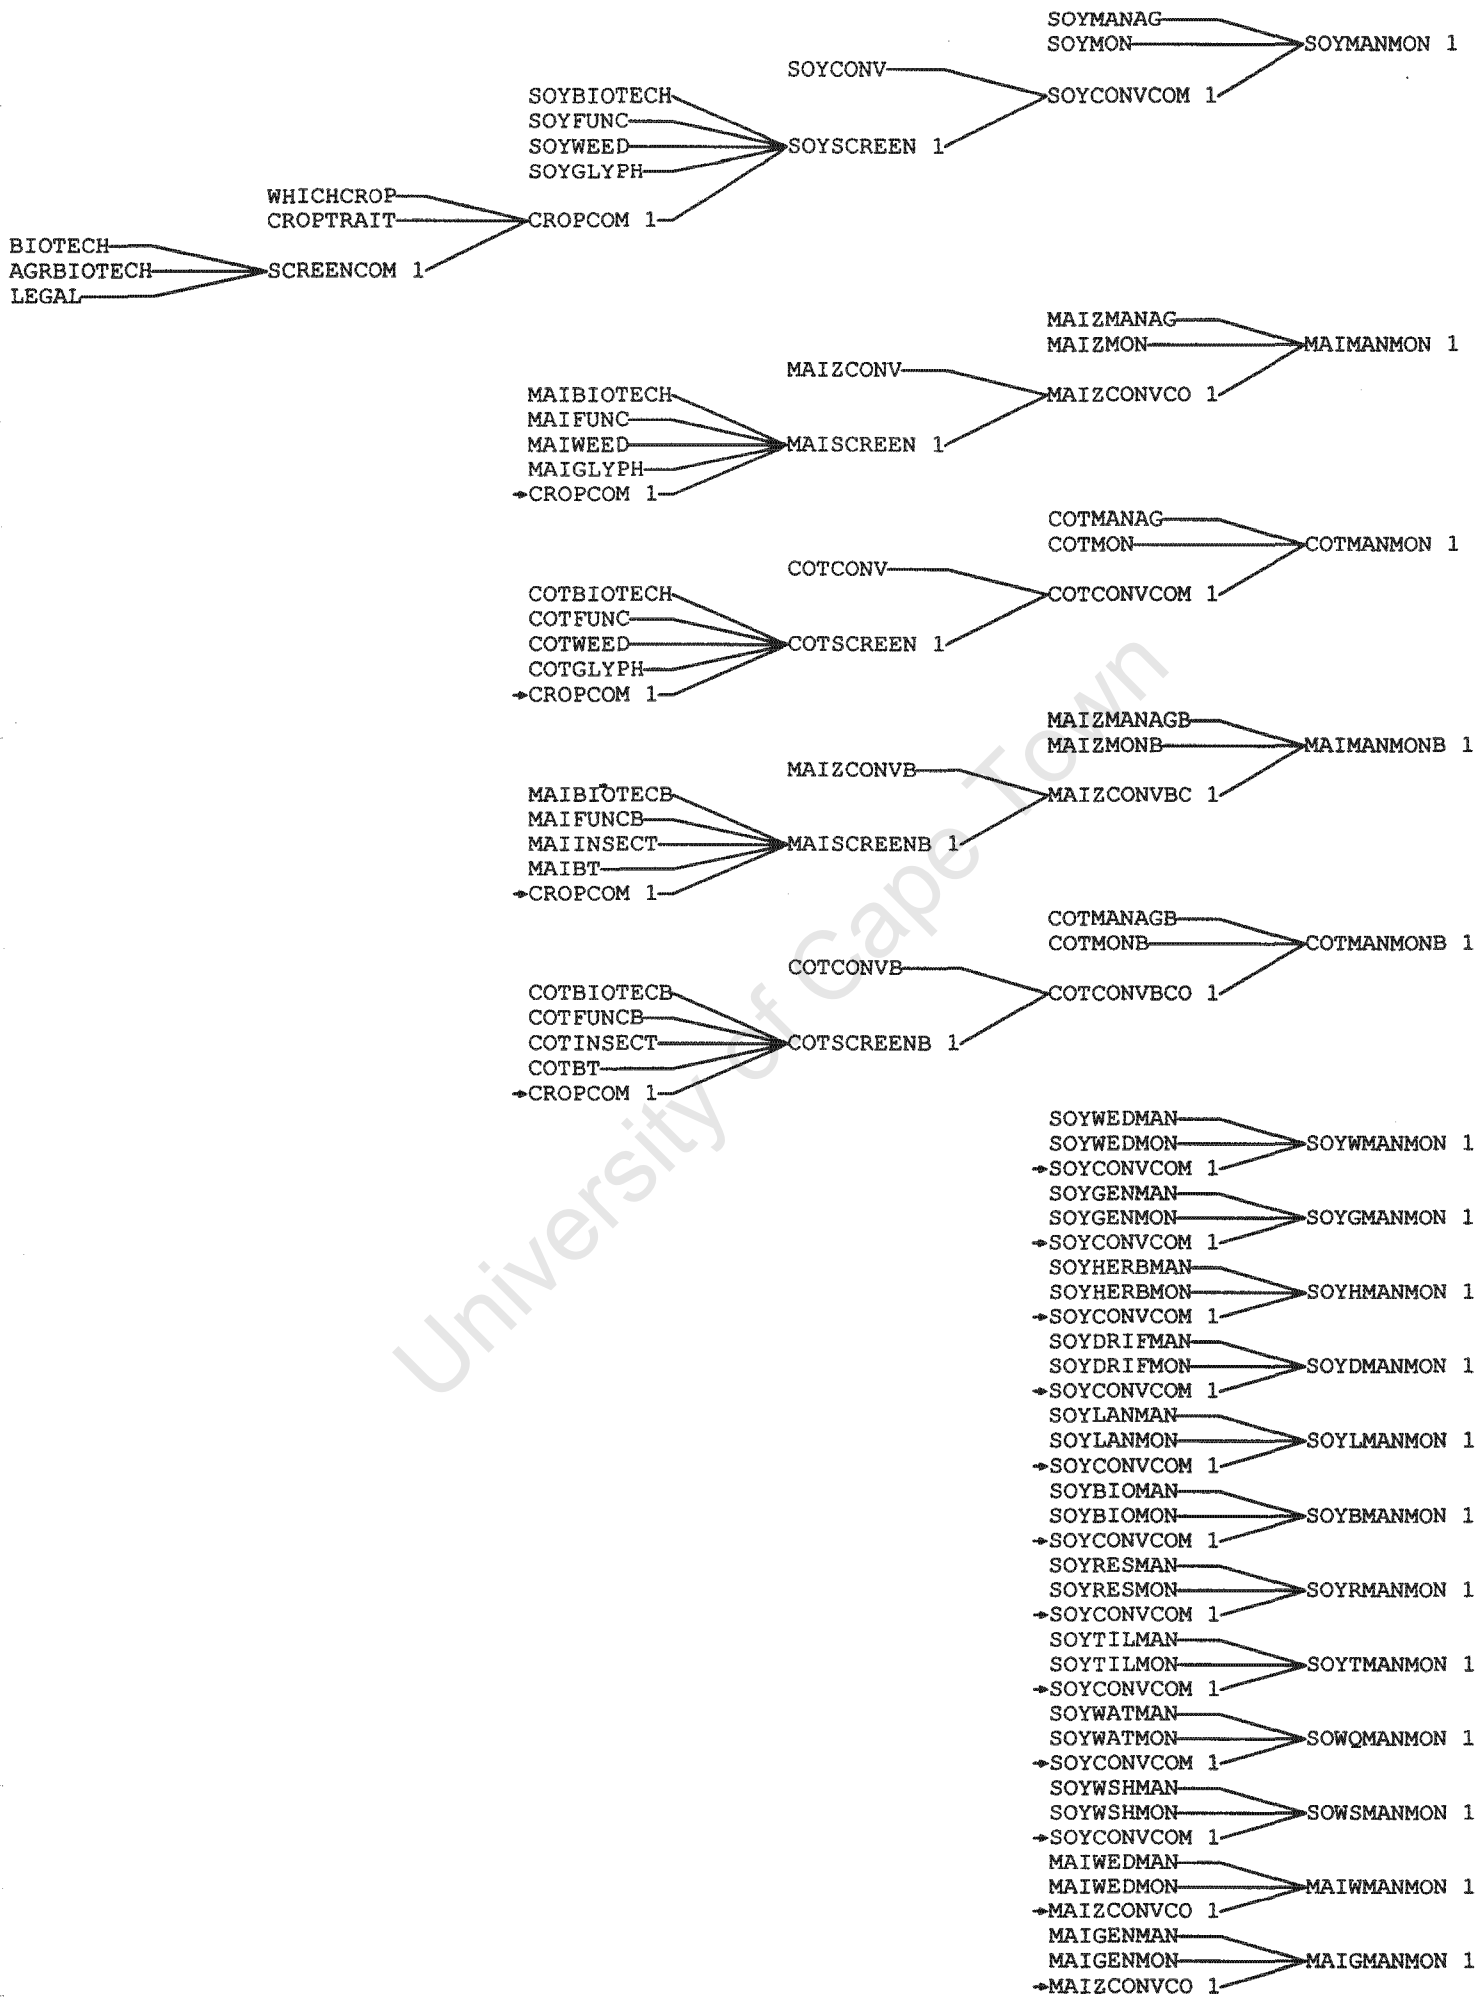 SOYMANAG
SOYMON SOYMANMON 1
SOYCONV
SOYBIOTECH SOYCONVCOM 1
SOYFUNC
SOYWEED SOYSCREEN 1
SOYGLYPH
WHICHCROP
CROPTRAIT CROPCOM 1
BIOTECH
AGRBIOTECH SCREENCOM 1
LEGAL
MAIZMANAG
MAIZMON MAIMANMON 1
MAIZCONV
MAIBIOTECH MAIZCONVCO 1
MAIFUNC
MAIWEED MAISCREEN 1
MAIGLYPH
CROPCOM 1
COTMANAG
COTMON COTMANMON 1
COTCONV
COTBIOTECH COTCONVCOM 1
COTFUNC
COTWEED COTSCREEN 1
COTGLYPH
CROPCOM 1
MAIZMANAGB
MAIZMONB MAIMANMONB 1
MAIZCONVB
MAIBIOTECB MAIZCONVBC 1
MAIFUNCB
MAIINSECT MAISCREENB 1
MAIBT
CROPCOM 1
COTMANAGB
COTMONB COTMANMONB 1
COTCONVB
COTBIOTECB COTCONVBCO 1
COTFUNCB
COTINSECT COTSCREENB 1
COTBT
CROPCOM 1
SOYWEDMAN
SOYWEDMON SOYWMANMON 1
SOYCONVCOM 1
SOYGENMAN
SOYGENMON SOYGMANMON 1
SOYCONVCOM 1
SOYHERBMAN
SOYHERBMON SOYHMANMON 1
SOYCONVCOM 1
SOYDRIFMAN
SOYDRIFMON SOYDMANMON 1
SOYCONVCOM 1
SOYLANMAN
SOYLANMON SOYLMANMON 1
SOYCONVCOM 1
SOYBIOMAN
SOYBIOMON SOYBMANMON 1
SOYCONVCOM 1
SOYRESMAN
SOYRESMON SOYRMANMON 1
SOYCONVCOM 1
SOYTILMAN
SOYTILMON SOYTMANMON 1
SOYCONVCOM 1
SOYWATMAN
SOYWATMON SOWQMANMON 1
SOYCONVCOM 1
SOYWSHMAN
SOYWSHMON SOWSMANMON 1
SOYCONVCOM 1
MAIWEDMAN
MAIWEDMON MAIWMANMON 1
MAIZCONVCO 1
MAIGENMAN
MAIGENMON MAIGMANMON 1
MAIZCONVCO 1
University of Cape Town